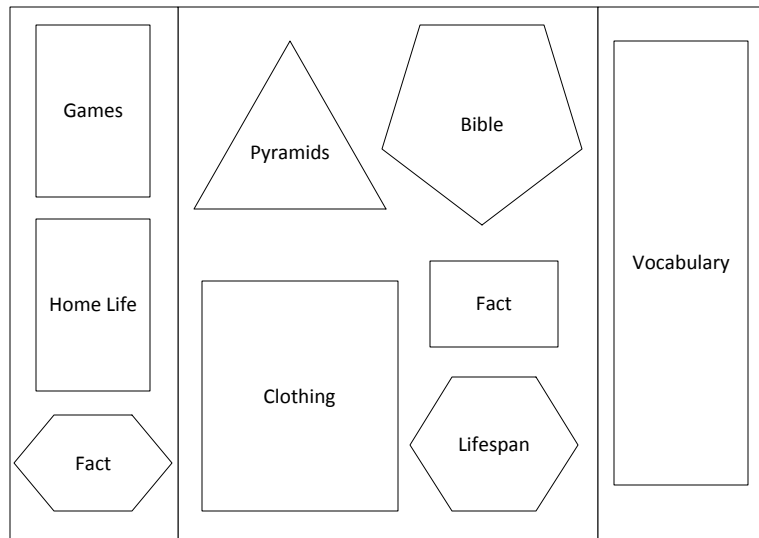 Games
Home Life
Fact
Pyramids
Bible
Clothing
Fact
Lifespan
Vocabulary